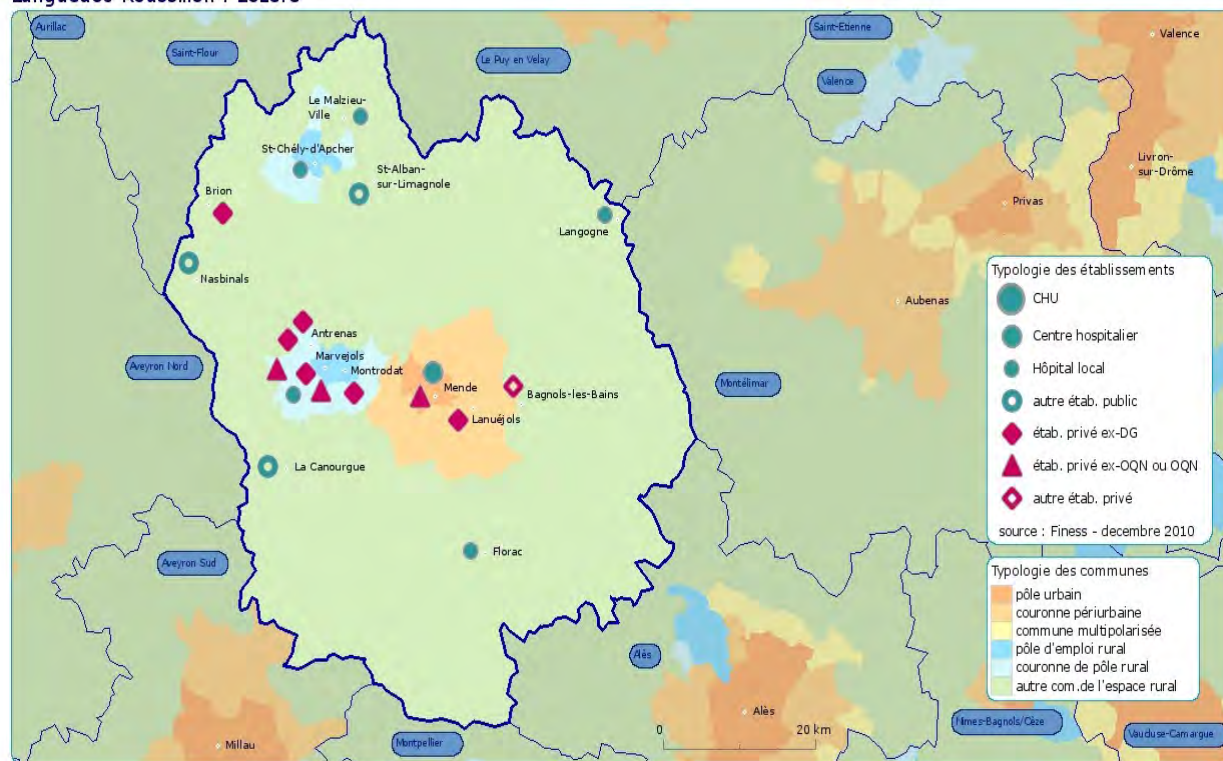 Aurillac
Saint-Flour
Le Puy en Velay
Saint-Etienne
Valence
Valence
Le Malzieu-
Ville
St-Chély-d'Apcher
St-Alban-
sur-Limagnole
Brion
Langogne
Livron-
sur-Drôme
Privas
Nasbinals
Aubenas
Antrenas
Marvejols
Montrodat
Aveyron Nord
Montélimar
Mende
Bagnols-les-Bains
Lanuéjols
La Canourgue
Florac
Aveyron Sud
Alès
Alès
Millau
Montpellier
Nîmes-Bagnols/Cèze
Vaucluse-Camargue
0
20 km
Typologie des établissements
CHU
Centre hospitalier
Hôpital local
autre étab. public
étab. privé ex-DG
étab. privé ex-OQN ou OQN
autre étab. privé
source : Finess - decembre 2010
Typologie des communes
pôle urbain
couronne périurbaine
commune multipolarisée
pôle d'emploi rural
couronne de pôle rural
autre com.de l'espace rural